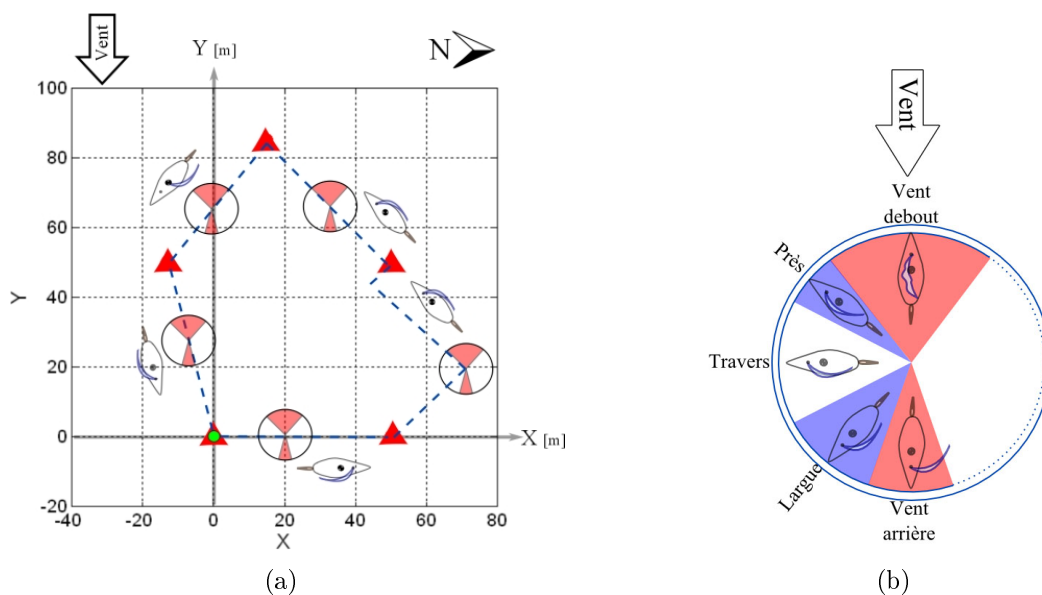 Vent
Y [m]
N
100
80
60
40
20
0
-20
Y
X [m]
-40
-20
0
20
40
60
80
X
(a)
Vent
Vent
debout
Près
Travers
Largue
Vent
arrière
(b)